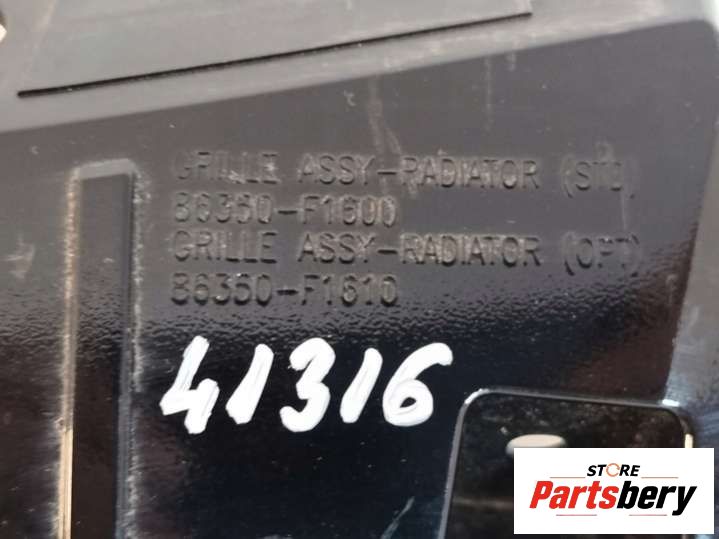 GRILLE ASSY-RADIATOR (STD)
86350-F1600
GRILLE ASSY-RADIATOR (OPT)
86350-F1610
41316
STORE
Partsbery